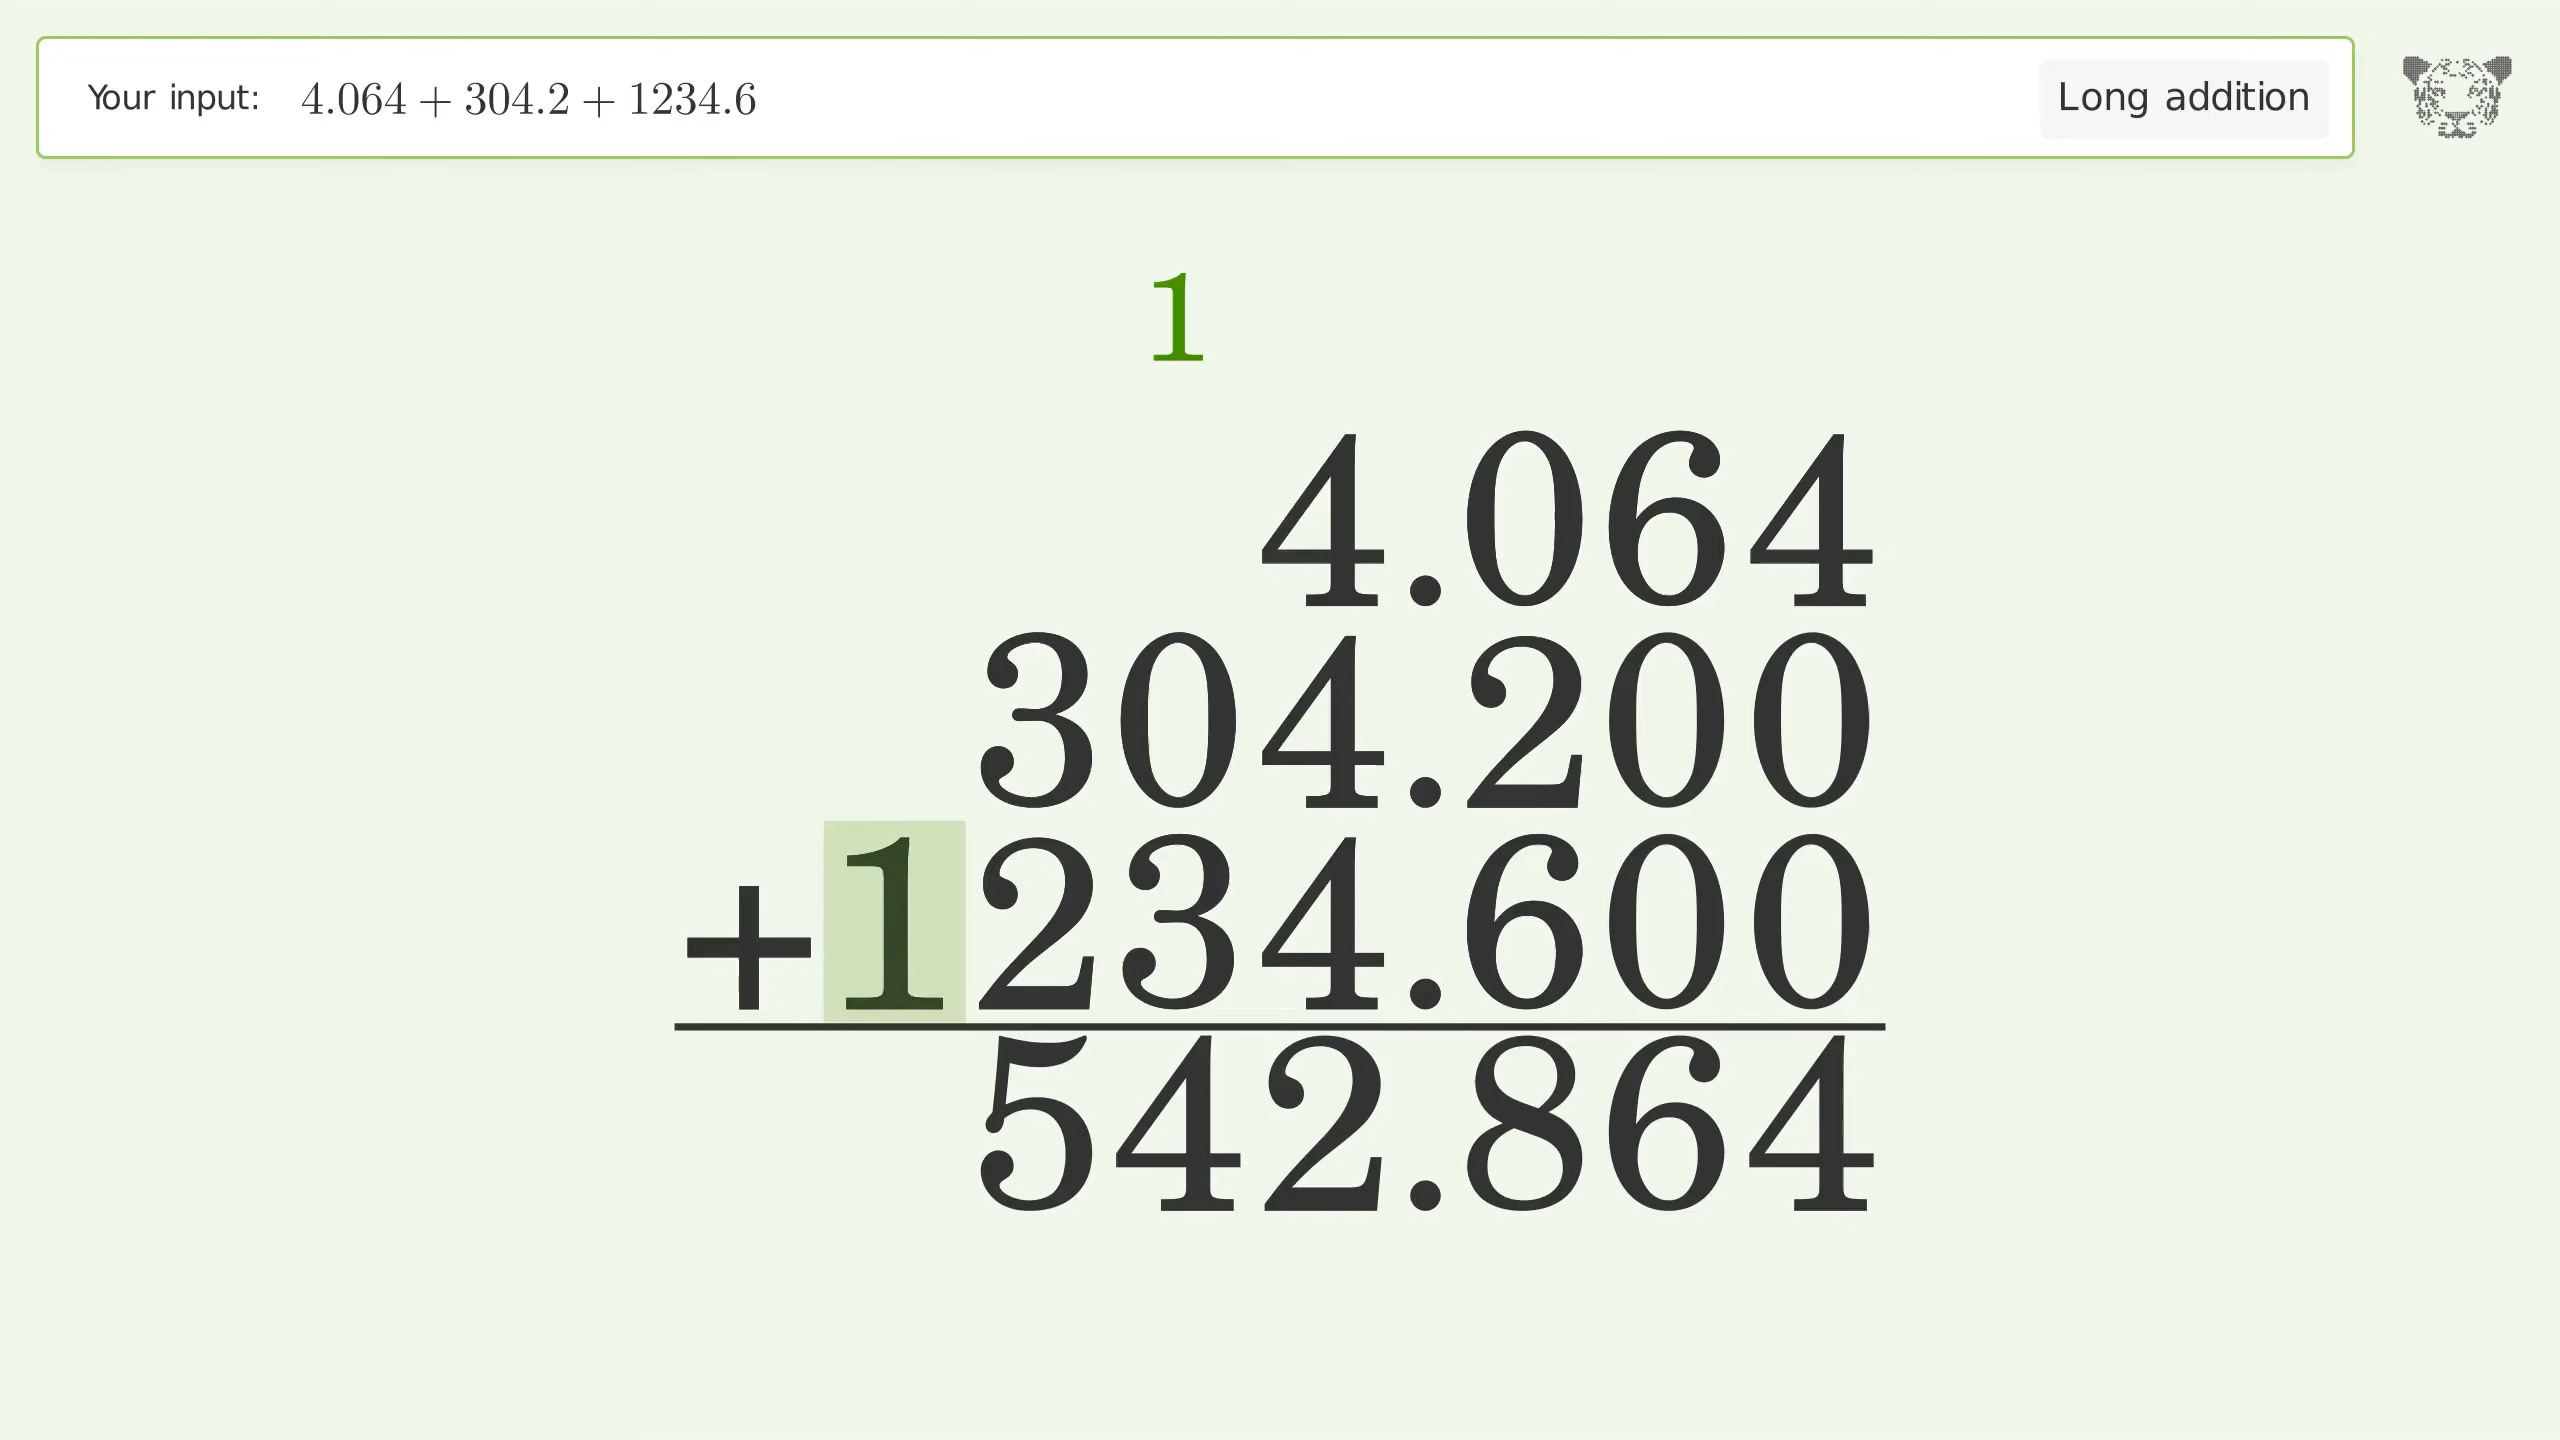 Your input: 4.064 + 304.2 + 1234.6
Long addition
1
4.064
304.200
+1234.600
542.864